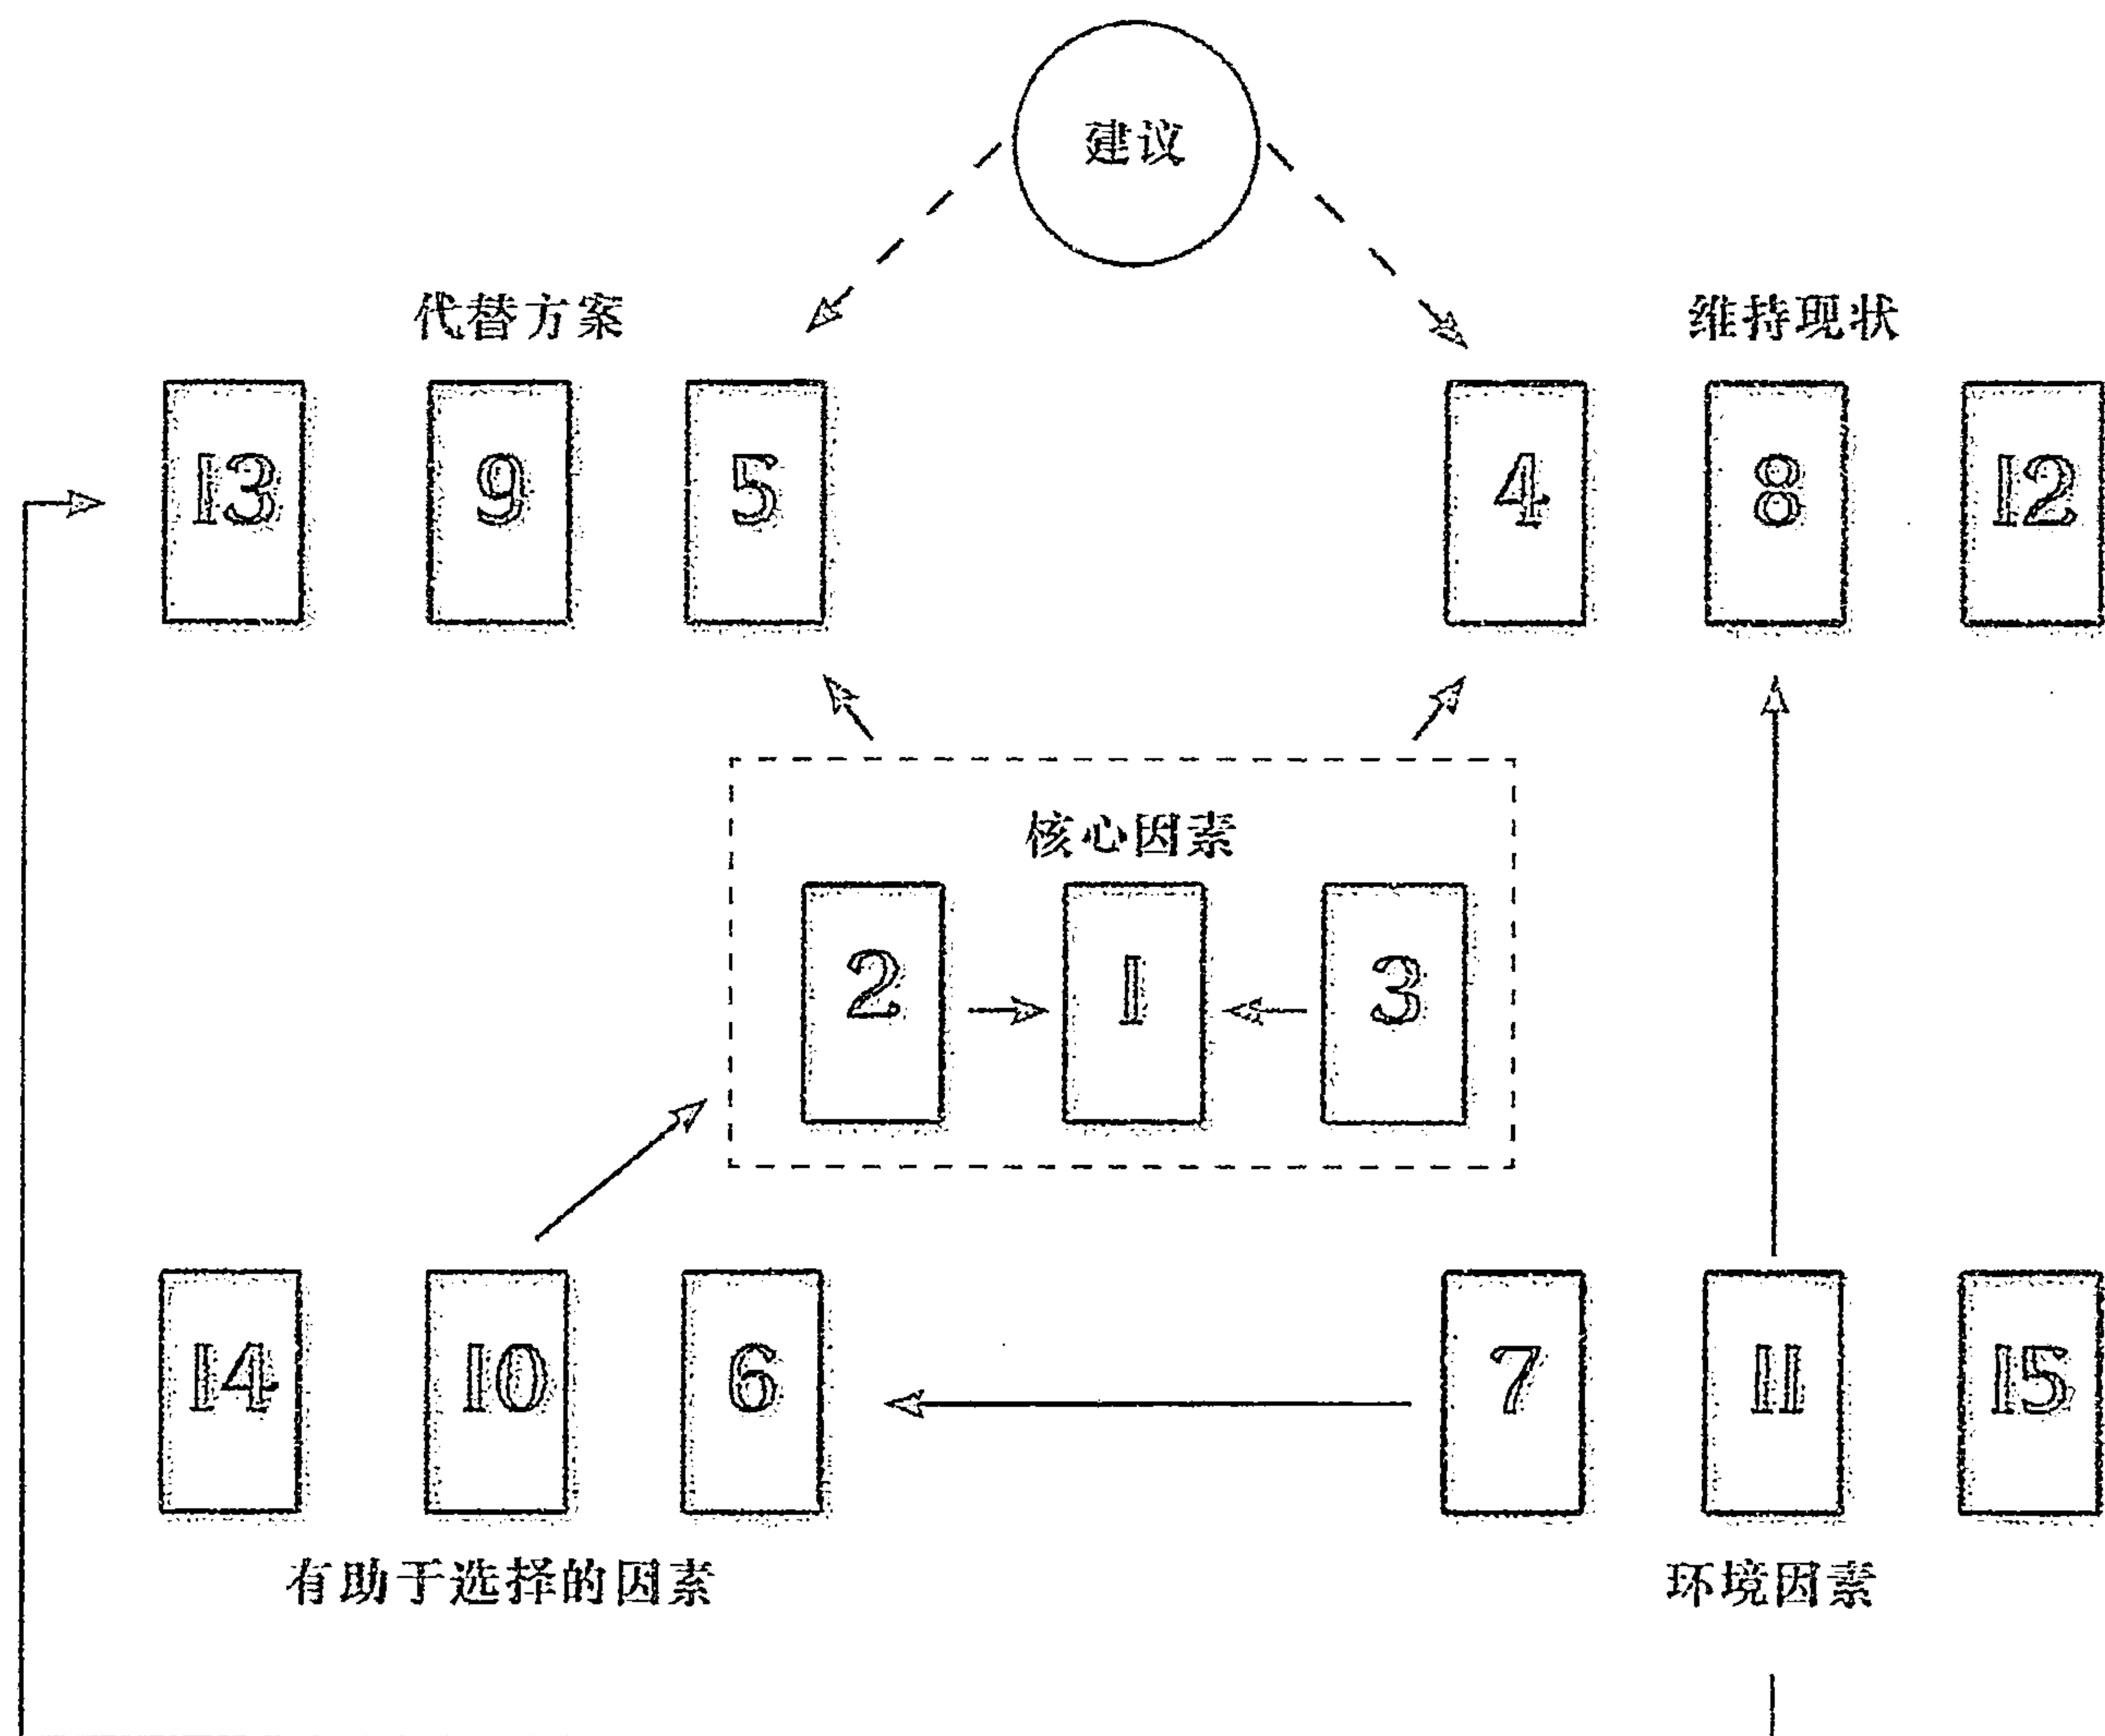 建议
代替方案
维持现状
13 9 5 4 8 12
核心因素
2 1 3
14 10 6 7 11 15
有助于选择的因素
环境因素